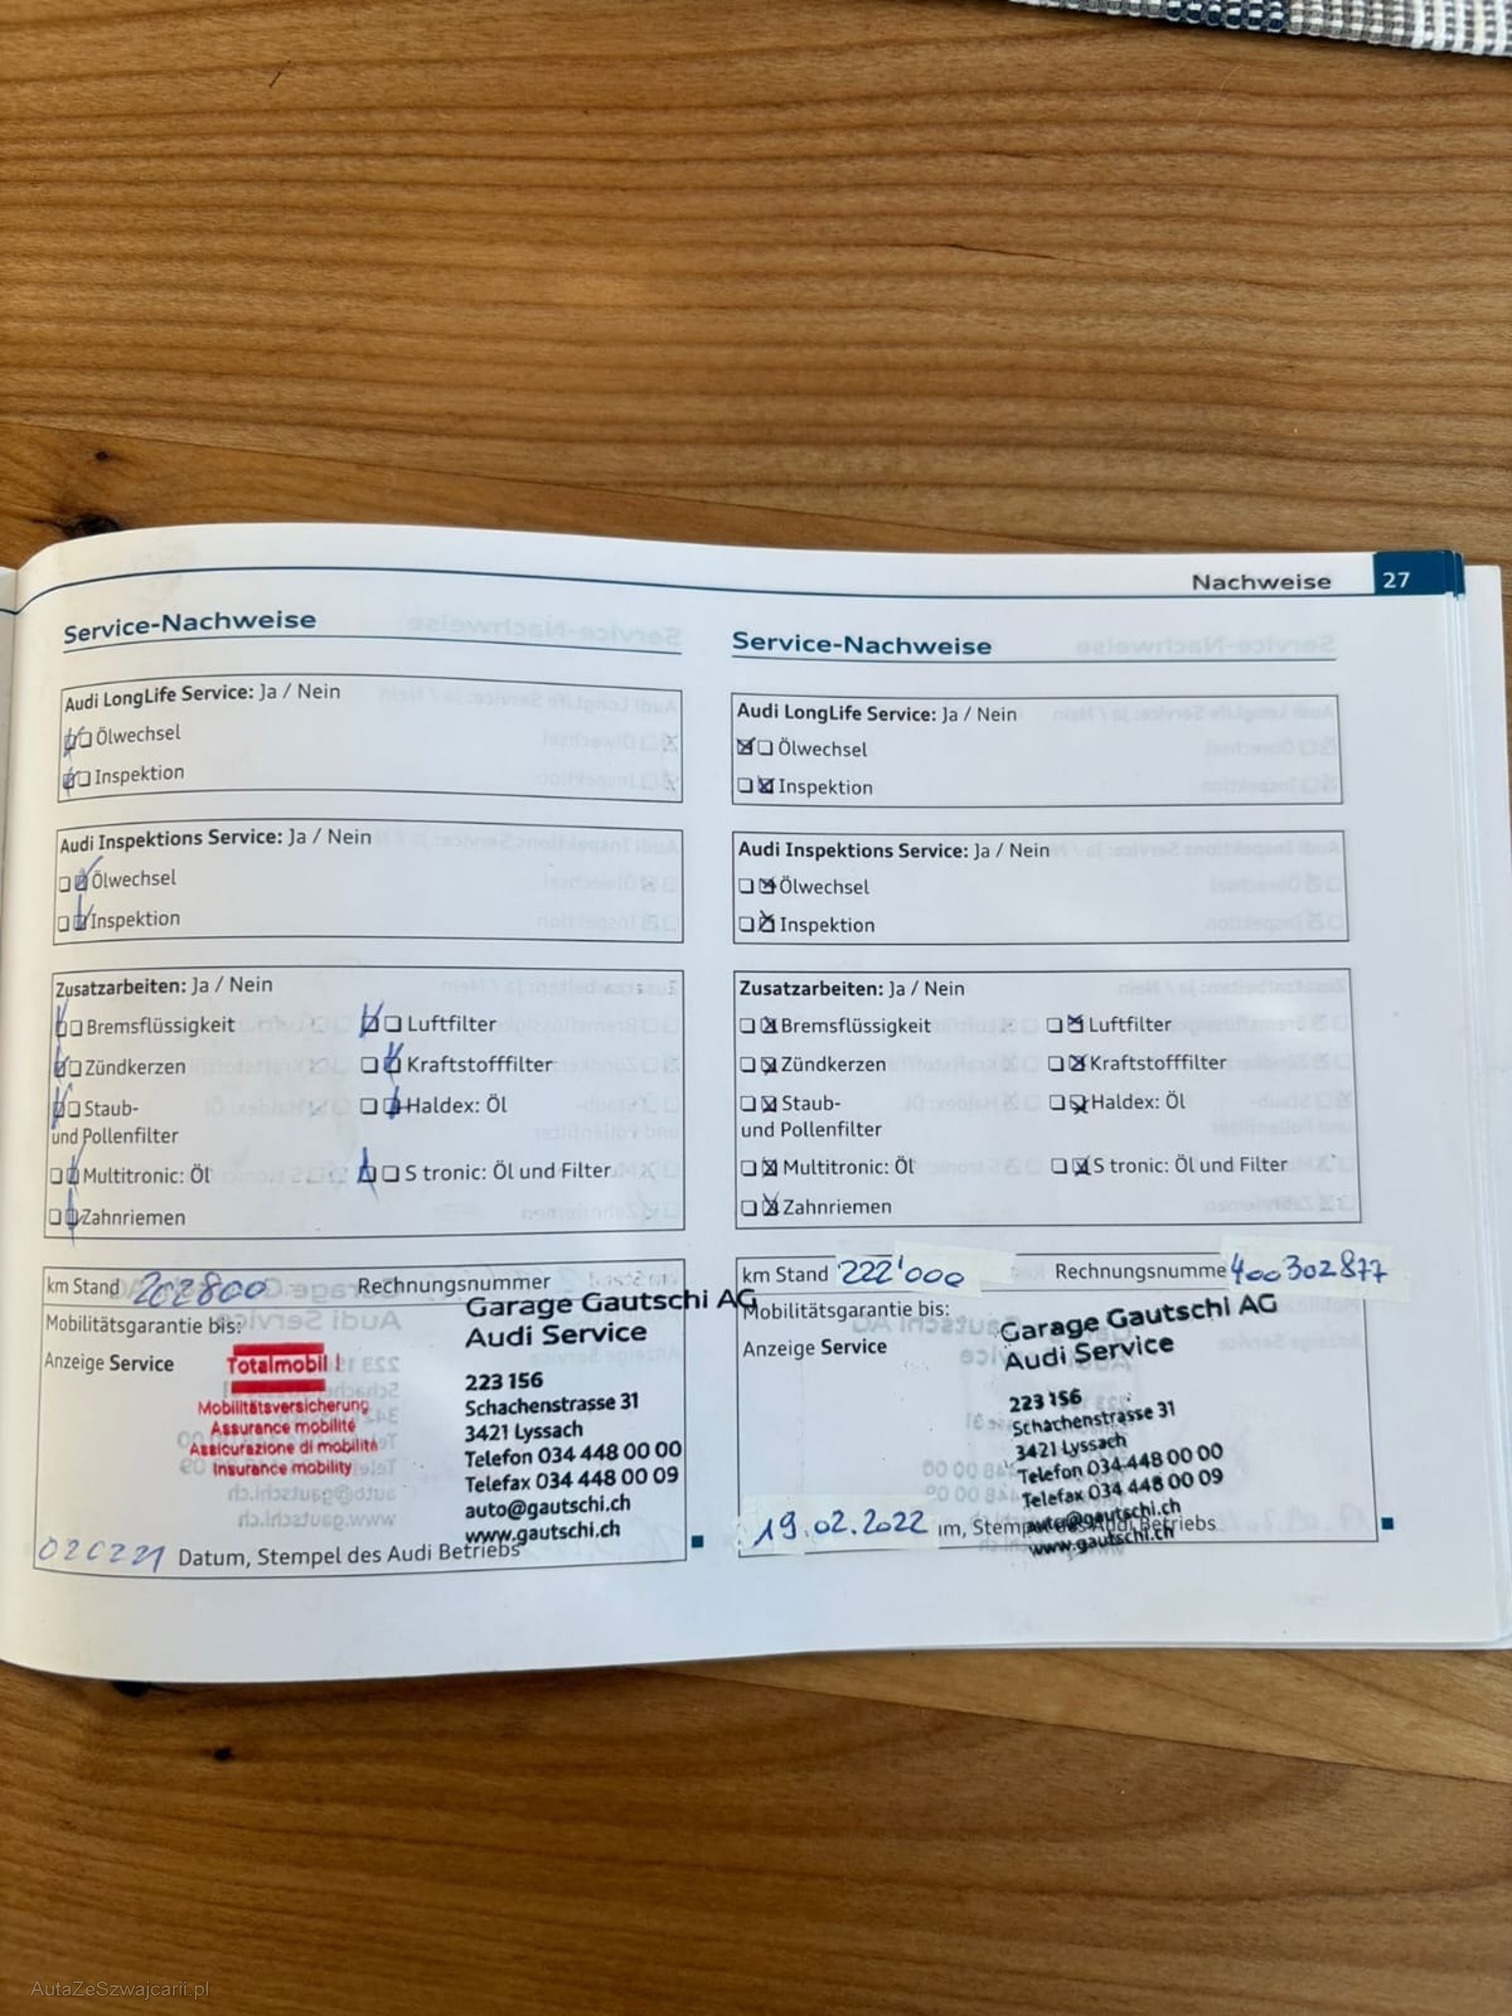 Nachweise 27
Service-Nachweise
Audi LongLife Service: Ja / Nein
Ölwechsel
Inspektion
Audi Inspektions Service: Ja / Nein
Ölwechsel
Inspektion
Zusatzarbeiten: Ja / Nein
Bremsflüssigkeit Luftfilter
Zündkerzen Kraftstofffilter
Staub- Haldex: Öl
und Pollenfilter
Multitronic: Öl S tronic: Öl und Filter
Zahnriemen
km Stand 202800 Rechnungsnummer
Garage Gautschi AG
Mobilitätsgarantie bis:
Audi Service
Anzeige Service
Totalmobil!
Mobilitätsversicherung
Assurance mobilité
Assicurazione di mobilità
Insurance mobility
223 156
Schachenstrasse 31
3421 Lyssach
Telefon 034 448 00 00
Telefax 034 448 00 09
auto@gautschi.ch
www.gautschi.ch
Datum, Stempel des Audi Betriebs
Service-Nachweise
Audi LongLife Service: Ja / Nein
Ölwechsel
Inspektion
Audi Inspektions Service: Ja / Nein
Ölwechsel
Inspektion
Zusatzarbeiten: Ja / Nein
Bremsflüssigkeit Luftfilter
Zündkerzen Kraftstofffilter
Staub- Haldex: Öl
und Pollenfilter
Multitronic: Öl S tronic: Öl und Filter
Zahnriemen
km Stand 222'000 Rechnungsnumme 400302877
Mobilitätsgarantie bis:
Garage Gautschi AG
Anzeige Service
Audi Service
223 156
Schachenstrasse 31
3421 Lyssach
Telefon 034 448 00 00
Telefax 034 448 00 09
auto@gautschi.ch
www.gautschi.ch
19.02.2022 um, Stempel des Audi Betriebs
AutaZeSzwajcarii.pl